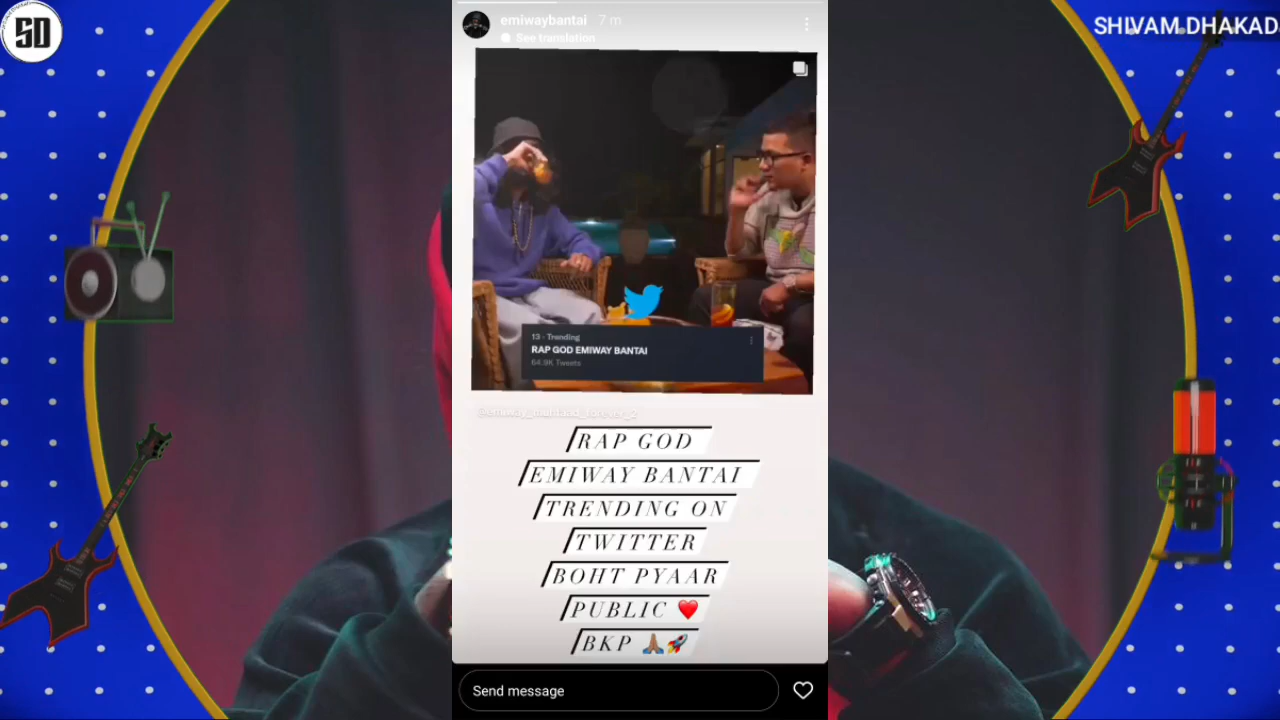 SD
SHIVAM.DHAKAD
emiwaybantai 7 m
See translation
13 · Trending
RAP GOD EMIWAY BANTAI
64.9K Tweets
RAP GOD
EMIWAY BANTAI
TRENDING ON
TWITTER
BOHT PYAAR
PUBLIC ❤️
BKP 🙏🏽🚀
Send message